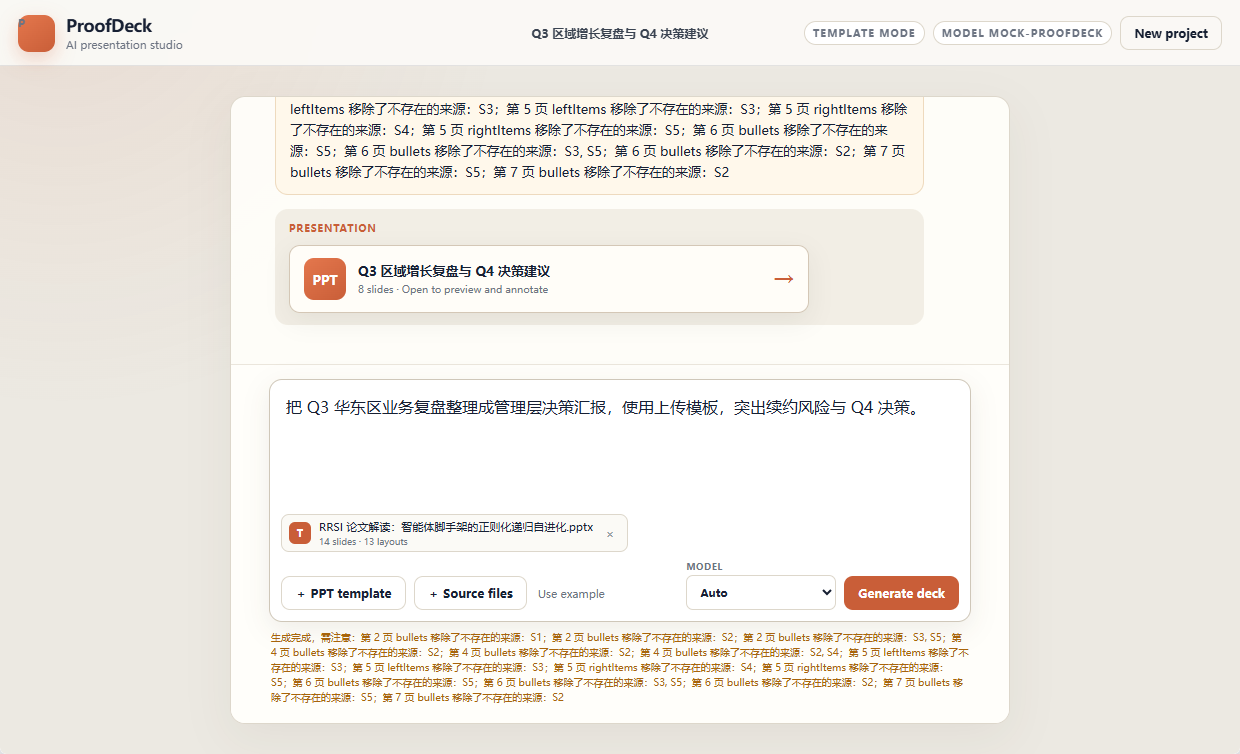 P
ProofDeck
AI presentation studio
Q3 区域增长复盘与 Q4 决策建议
TEMPLATE MODE
MODEL MOCK-PROOFDECK
New project
leftItems 移除了不存在的来源：S3；第 5 页 leftItems 移除了不存在的来源：S3；第 5 页 rightItems 移除
了不存在的来源：S4；第 5 页 rightItems 移除了不存在的来源：S5；第 6 页 bullets 移除了不存在的来
源：S5；第 6 页 bullets 移除了不存在的来源：S3, S5；第 6 页 bullets 移除了不存在的来源：S2；第 7 页
bullets 移除了不存在的来源：S5；第 7 页 bullets 移除了不存在的来源：S2
PRESENTATION
PPT
Q3 区域增长复盘与 Q4 决策建议
8 slides · Open to preview and annotate
→
把 Q3 华东区业务复盘整理成管理层决策汇报，使用上传模板，突出续约风险与 Q4 决策。
T
RRSI 论文解读：智能体脚手架的正则化递归自进化.pptx
14 slides · 13 layouts
×
+ PPT template
+ Source files
Use example
MODEL
Auto
Generate deck
生成完成，需注意：第 2 页 bullets 移除了不存在的来源：S1；第 2 页 bullets 移除了不存在的来源：S2；第 2 页 bullets 移除了不存在的来源：S3, S5；第
4 页 bullets 移除了不存在的来源：S2；第 4 页 bullets 移除了不存在的来源：S2；第 4 页 bullets 移除了不存在的来源：S2, S4；第 5 页 leftItems 移除了不
存在的来源：S3；第 5 页 leftItems 移除了不存在的来源：S3；第 5 页 rightItems 移除了不存在的来源：S4；第 5 页 rightItems 移除了不存在的来源：
S5；第 6 页 bullets 移除了不存在的来源：S5；第 6 页 bullets 移除了不存在的来源：S3, S5；第 6 页 bullets 移除了不存在的来源：S2；第 7 页 bullets 移
除了不存在的来源：S5；第 7 页 bullets 移除了不存在的来源：S2